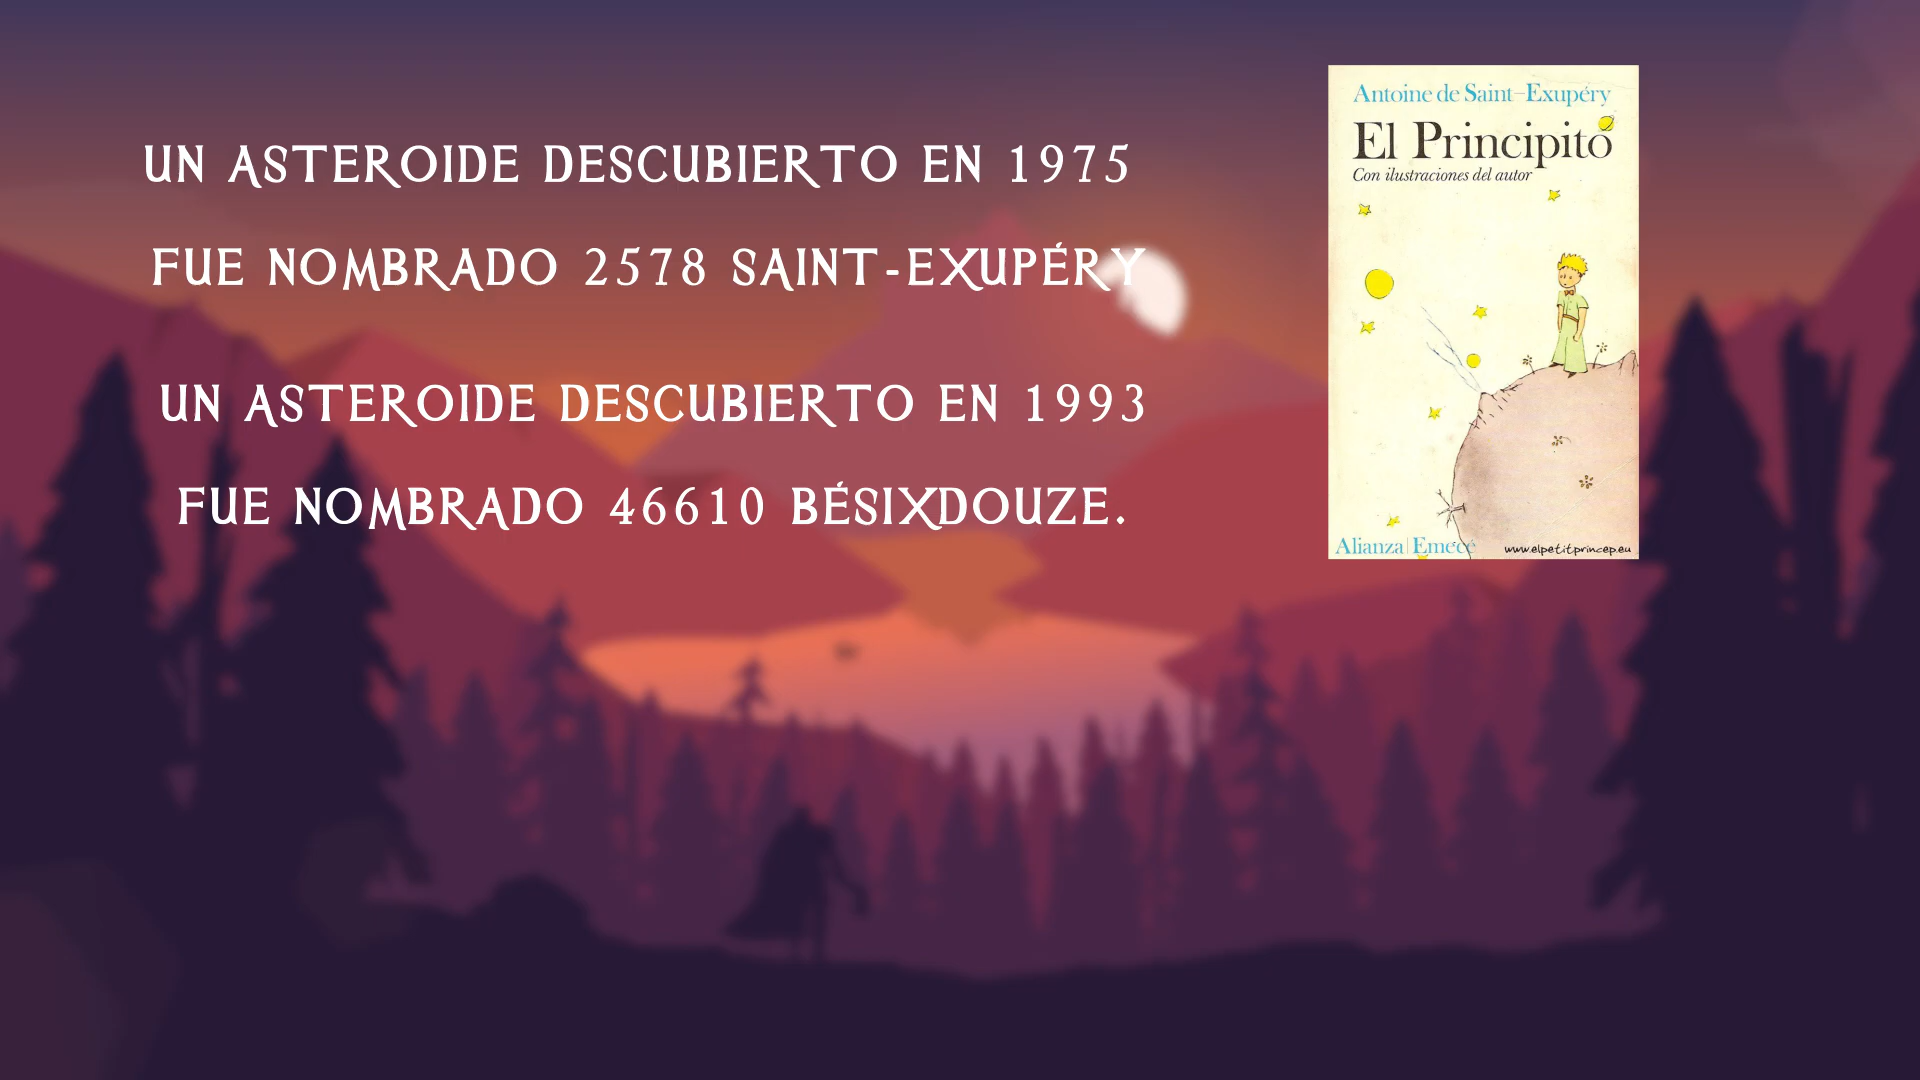 UN ASTEROIDE DESCUBIERTO EN 1975
FUE NOMBRADO 2578 SAINT-EXUPÉRY
UN ASTEROIDE DESCUBIERTO EN 1993
FUE NOMBRADO 46610 BÉSIXDOUZE.
Antoine de Saint-Exupéry
El Principito
Con ilustraciones del autor
Alianza|Emecé
www.elpetitprincep.eu